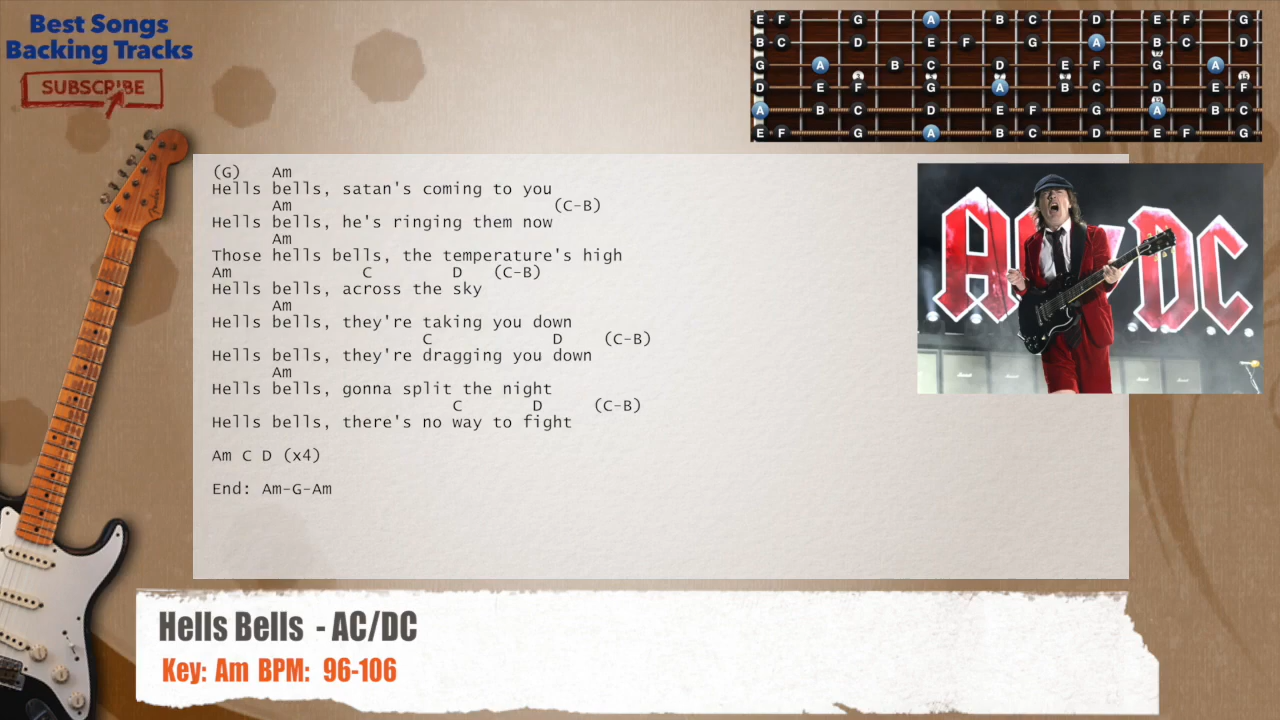 Best Songs
Backing Tracks
SUBSCRIBE
E F G A B C D E F G
B C D E F G A B C D
G A B C D E F G A
D E F G A B C D E F
A B C D E F G A B C
E F G A B C D E F G
(G) Am
Hells bells, satan's coming to you
Am (C-B)
Hells bells, he's ringing them now
Am
Those hells bells, the temperature's high
Am C D (C-B)
Hells bells, across the sky
Am
Hells bells, they're taking you down
C D (C-B)
Hells bells, they're dragging you down
Am
Hells bells, gonna split the night
C D (C-B)
Hells bells, there's no way to fight
Am C D (x4)
End: Am-G-Am
AC/DC
Hells Bells - AC/DC
Key: Am BPM: 96-106